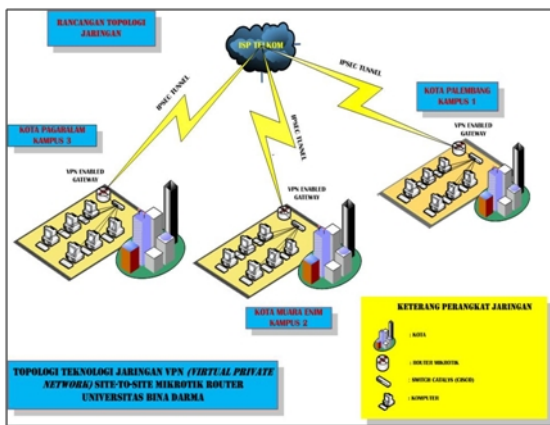 RANCANGAN TOPOLOGI
JARINGAN
ISP TELKOM
IPSEC TUNNEL
IPSEC TUNNEL
IPSEC TUNNEL
KOTA PALEMBANG
KAMPUS 1
VPN ENABLED
GATEWAY
KOTA PAGARALAM
KAMPUS 3
VPN ENABLED
GATEWAY
VPN ENABLED
GATEWAY
KOTA MUARA ENIM
KAMPUS 2
KETERANG PERANGKAT JARINGAN
: KOTA
: ROUTER MIKROTIK
: SWITCH CATALYS (CISCO)
: KOMPUTER
TOPOLOGI TEKNOLOGI JARINGAN VPN (VIRTUAL PRIVATE
NETWORK) SITE-TO-SITE MIKROTIK ROUTER
UNIVERSITAS BINA DARMA